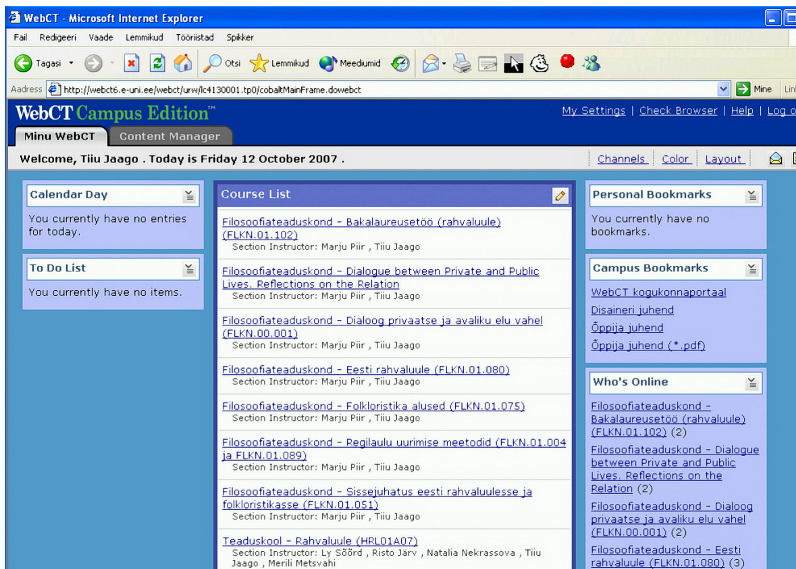 WebCT - Microsoft Internet Explorer
Fail Redigeeri Vaade Lemmikud Tööriistad Spikker
Tagasi Otsi Lemmikud Meediumid
Aadress http://webct6.e-uni.ee/webct/urw/lc4130001.tp0/cobaltMainFrame.dowebct Mine
WebCT Campus Edition™
My Settings | Check Browser | Help | Log
Minu WebCT Content Manager
Welcome, Tiiu Jaago . Today is Friday 12 October 2007 .
Channels Color Layout
Calendar Day
You currently have no entries
for today.
To Do List
You currently have no items.
Course List
Filosoofiateaduskond - Bakalaureusetöö (rahvaluule)
(FLKN.01.102)
Section Instructor: Marju Piir , Tiiu Jaago
Filosoofiateaduskond - Dialogue between Private and Public
Lives. Reflections on the Relation
Section Instructor: Marju Piir , Tiiu Jaago
Filosoofiateaduskond - Dialoog privaatse ja avaliku elu vahel
(FLKN.00.001)
Section Instructor: Marju Piir , Tiiu Jaago
Filosoofiateaduskond - Eesti rahvaluule (FLKN.01.080)
Section Instructor: Marju Piir , Tiiu Jaago
Filosoofiateaduskond - Folkloristika alused (FLKN.01.075)
Section Instructor: Marju Piir , Tiiu Jaago
Filosoofiateaduskond - Regilaulu uurimise meetodid (FLKN.01.004
ja FLKN.01.089)
Section Instructor: Marju Piir , Tiiu Jaago
Filosoofiateaduskond - Sissejuhatus eesti rahvaluulesse ja
folkloristikasse (FLKN.01.051)
Section Instructor: Marju Piir , Tiiu Jaago
Teaduskool - Rahvaluule (HRL01A07)
Section Instructor: Ly Söörd , Risto Järv , Natalia Nekrassova , Tiiu
Jaago , Merili Metsvahi
Personal Bookmarks
You currently have no
bookmarks.
Campus Bookmarks
WebCT kogukonnaportaal
Disaineri juhend
Õppija juhend
Õppija juhend (*.pdf)
Who's Online
Filosoofiateaduskond -
Bakalaureusetöö (rahvaluule)
(FLKN.01.102) (2)
Filosoofiateaduskond - Dialogue
between Private and Public
Lives. Reflections on the
Relation (2)
Filosoofiateaduskond - Dialoog
privaatse ja avaliku elu vahel
(FLKN.00.001) (2)
Filosoofiateaduskond - Eesti
rahvaluule (FLKN.01.080) (3)